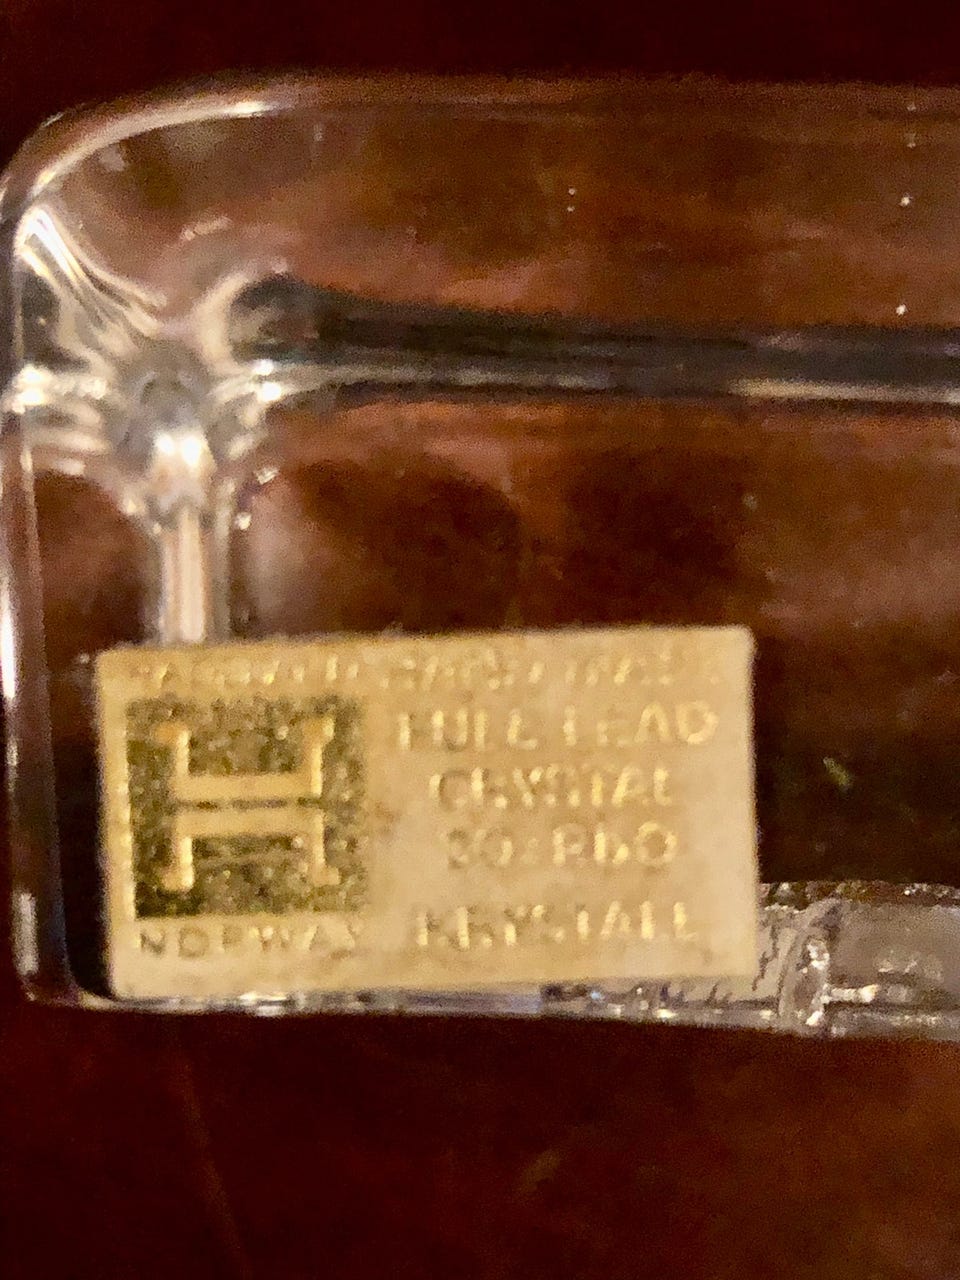 H
NORWAY
FULL LEAD
CRYSTAL
30% PbO
KRYSTALL